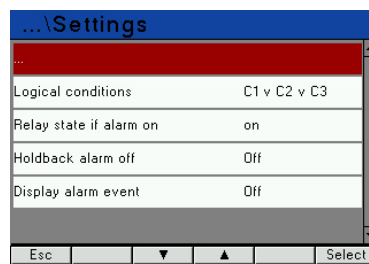 ...\Settings
...
Logical conditions C1 v C2 v C3
Relay state if alarm on on
Holdback alarm off Off
Display alarm event Off
Esc ▼ ▲ Select